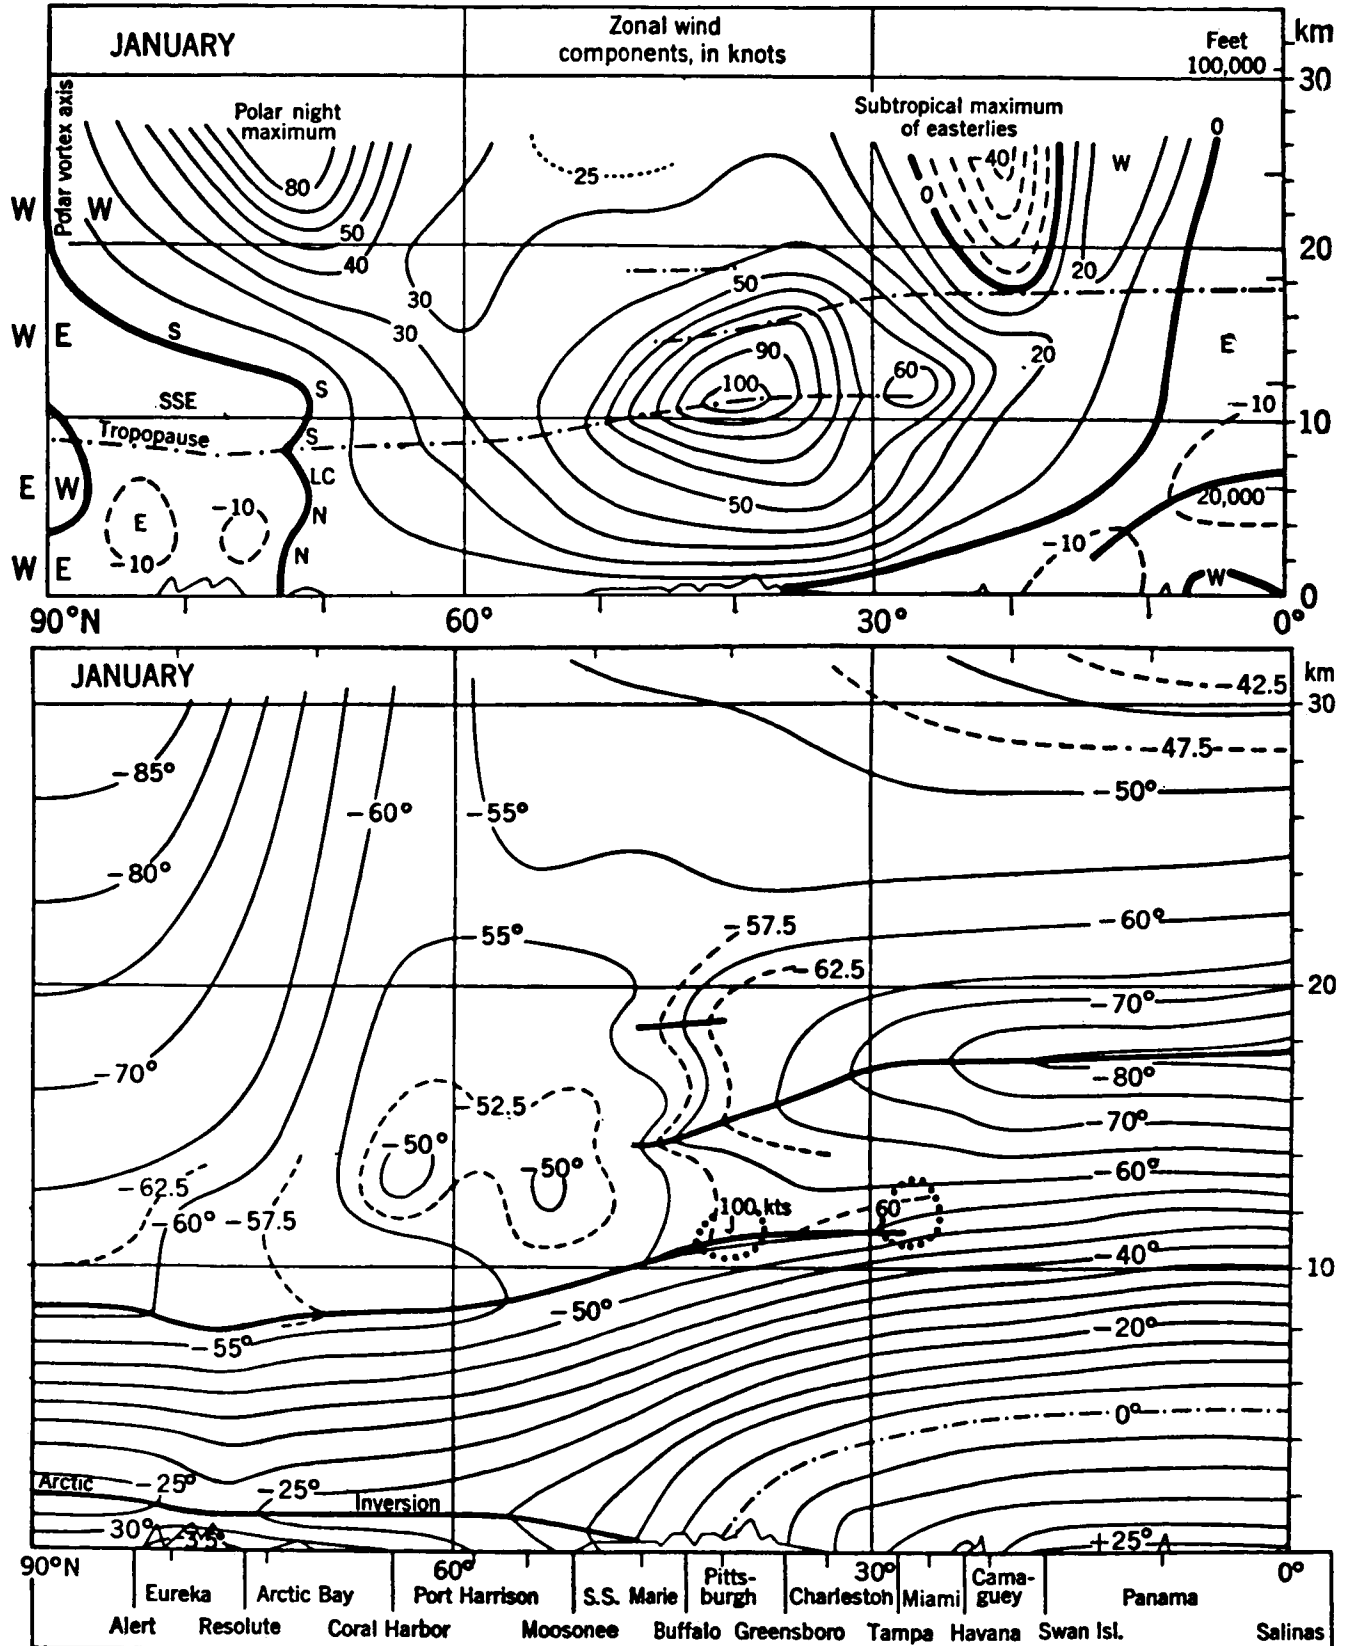 JANUARY
Zonal wind
components, in knots
km
Feet
100,000
30
Polar vortex axis
Polar night
maximum
Subtropical maximum
of easterlies
0
-40
W
80
25
0
W
W
50
20
40
50
20
30
30
W
E
S
90
20
E
60
S
100
SSE
-10
10
Tropopause
S
E
W
LC
-10
50
20,000
E
N
-10
-10
N
W
E
W
0
90°N
60°
30°
0°
JANUARY
km
-42.5
30
-47.5
-85°
-60°
-55°
-50°
-80°
-55°
-57.5
-60°
-62.5
20
-70°
-70°
-80°
-52.5
-70°
-50°
-50°
-60°
-62.5
-60°
-57.5
100 kts
60
-40°
10
-50°
-20°
-55°
0°
Arctic
-25°
-25°
Inversion
30°
-35°
+25°
90°N
60°
30°
0°
Eureka
Arctic Bay
Port Harrison
S.S. Marie
Pitts-
burgh
Charleston
Miami
Cama-
guey
Panama
Alert
Resolute
Coral Harbor
Moosonee
Buffalo
Greensboro
Tampa
Havana
Swan Isl.
Salinas